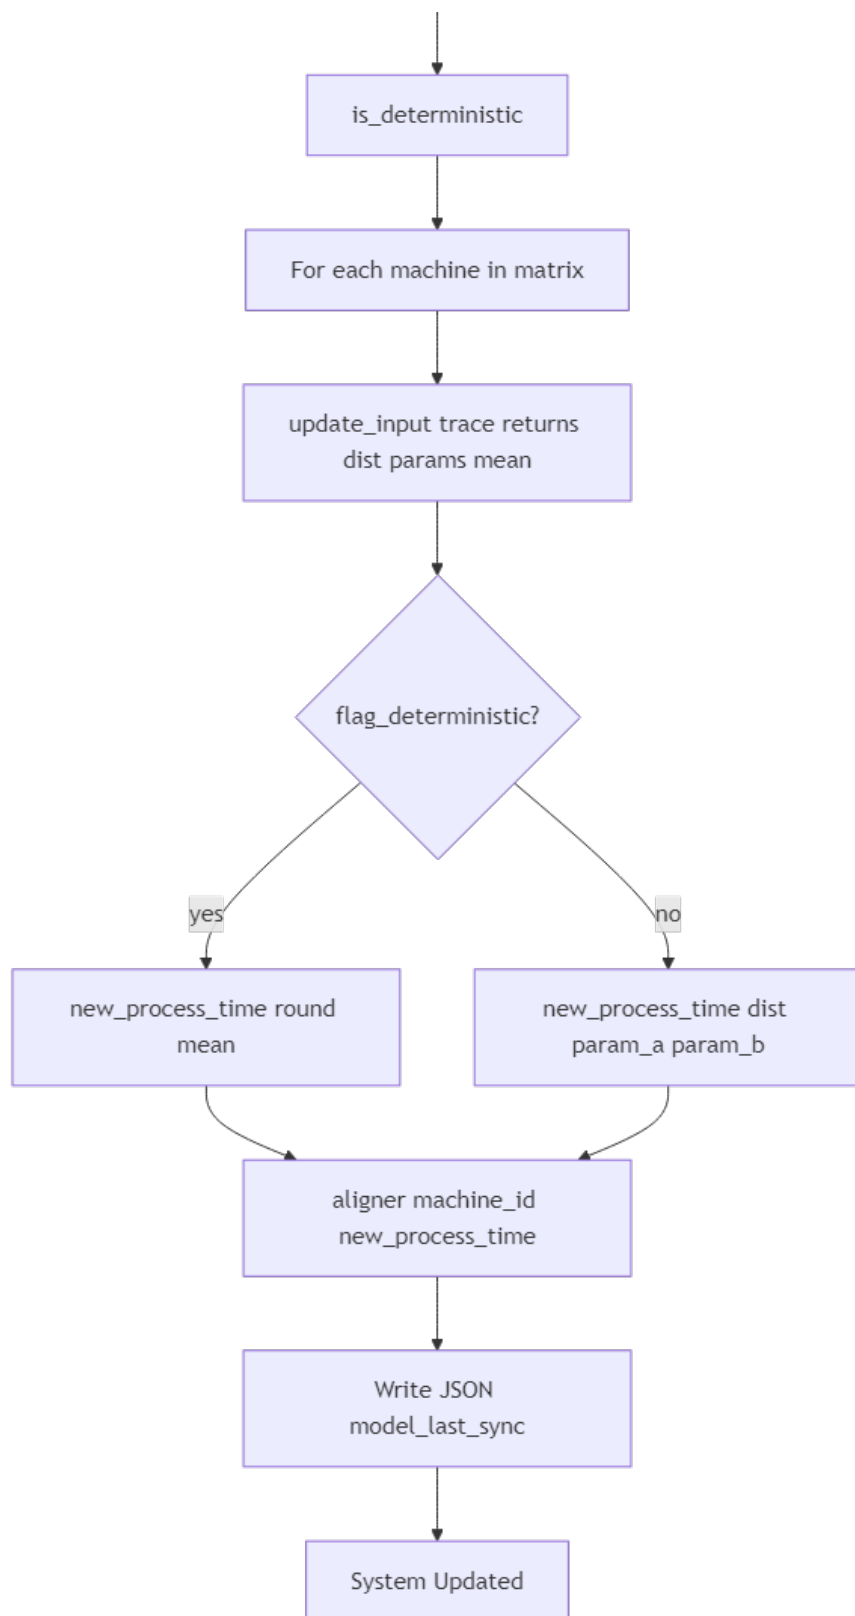 is_deterministic
For each machine in matrix
update_input trace returns
dist params mean
flag_deterministic?
yes
no
new_process_time round
mean
new_process_time dist
param_a param_b
aligner machine_id
new_process_time
Write JSON
model_last_sync
System Updated